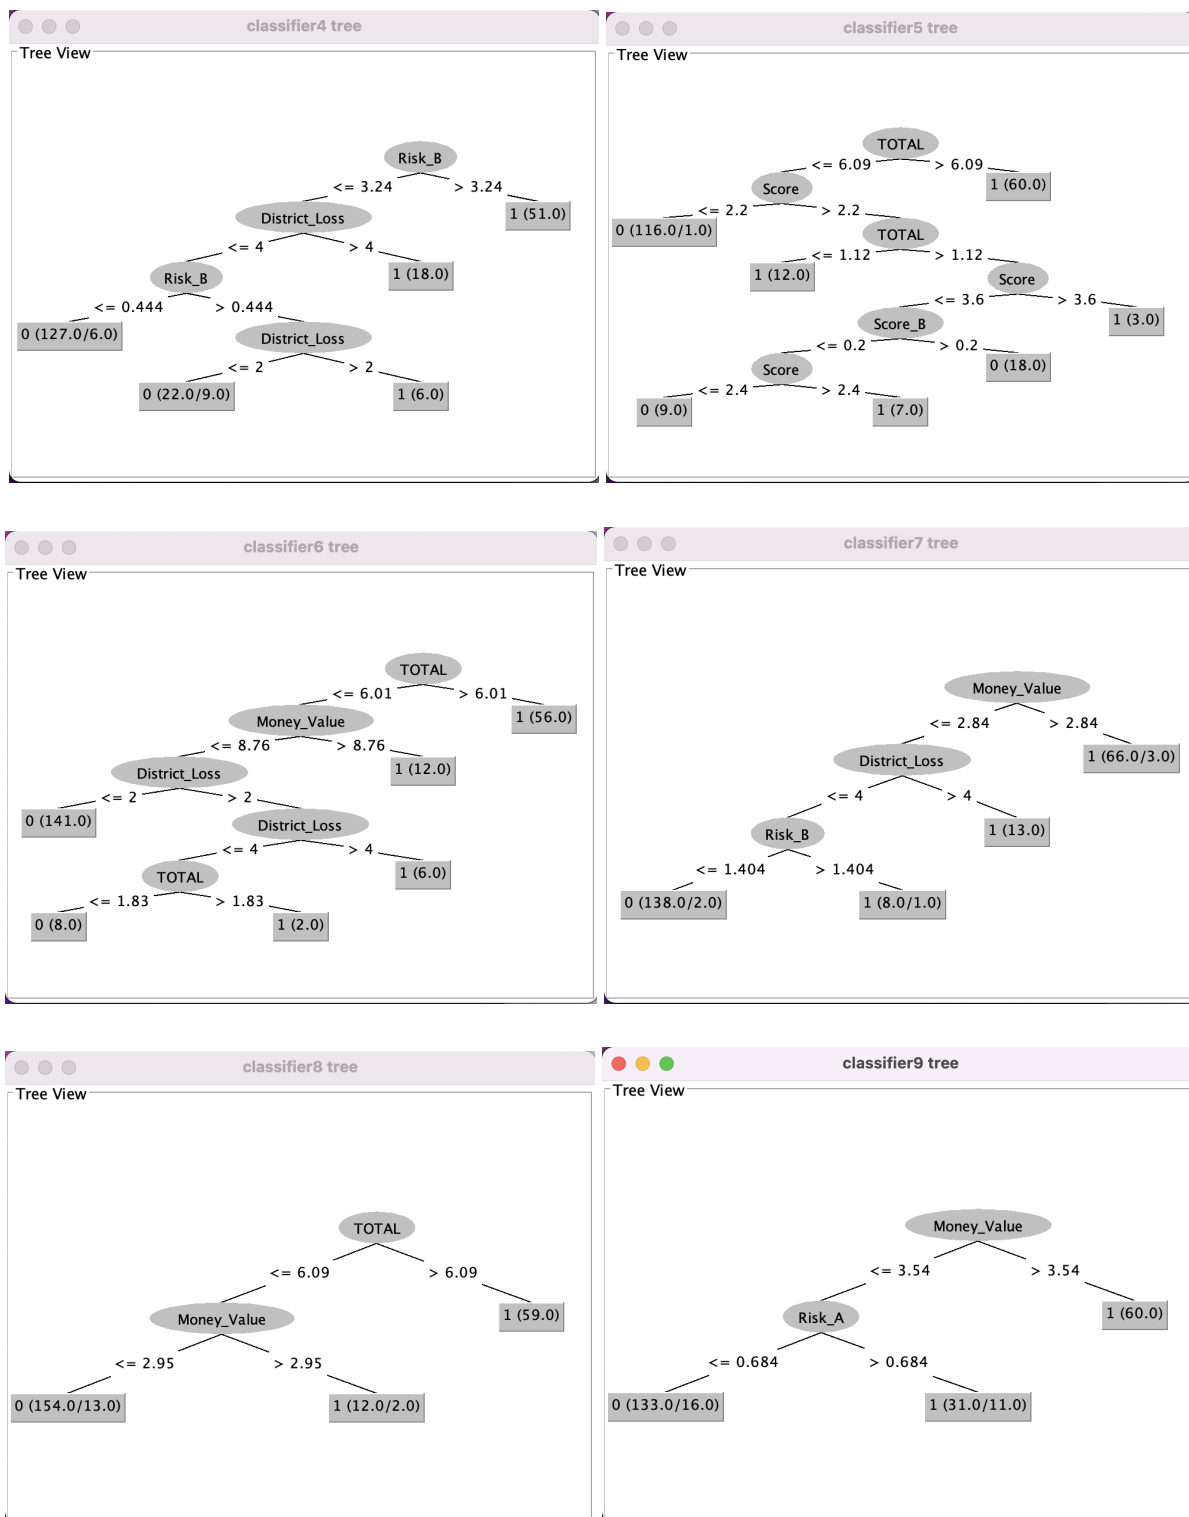 classifier4 tree
Tree View
Risk_B
<= 3.24 > 3.24
District_Loss 1 (51.0)
<= 4 > 4
Risk_B 1 (18.0)
<= 0.444 > 0.444
0 (127.0/6.0) District_Loss
<= 2 > 2
0 (22.0/9.0) 1 (6.0)
classifier5 tree
Tree View
TOTAL
<= 6.09 > 6.09
Score 1 (60.0)
<= 2.2 > 2.2
0 (116.0/1.0) TOTAL
<= 1.12 > 1.12
1 (12.0) Score
<= 3.6 > 3.6
Score_B 1 (3.0)
<= 0.2 > 0.2
Score 0 (18.0)
<= 2.4 > 2.4
0 (9.0) 1 (7.0)
classifier6 tree
Tree View
TOTAL
<= 6.01 > 6.01
Money_Value 1 (56.0)
<= 8.76 > 8.76
District_Loss 1 (12.0)
<= 2 > 2
0 (141.0) District_Loss
<= 4 > 4
TOTAL 1 (6.0)
<= 1.83 > 1.83
0 (8.0) 1 (2.0)
classifier7 tree
Tree View
Money_Value
<= 2.84 > 2.84
District_Loss 1 (66.0/3.0)
<= 4 > 4
Risk_B 1 (13.0)
<= 1.404 > 1.404
0 (138.0/2.0) 1 (8.0/1.0)
classifier8 tree
Tree View
TOTAL
<= 6.09 > 6.09
Money_Value 1 (59.0)
<= 2.95 > 2.95
0 (154.0/13.0) 1 (12.0/2.0)
classifier9 tree
Tree View
Money_Value
<= 3.54 > 3.54
Risk_A 1 (60.0)
<= 0.684 > 0.684
0 (133.0/16.0) 1 (31.0/11.0)